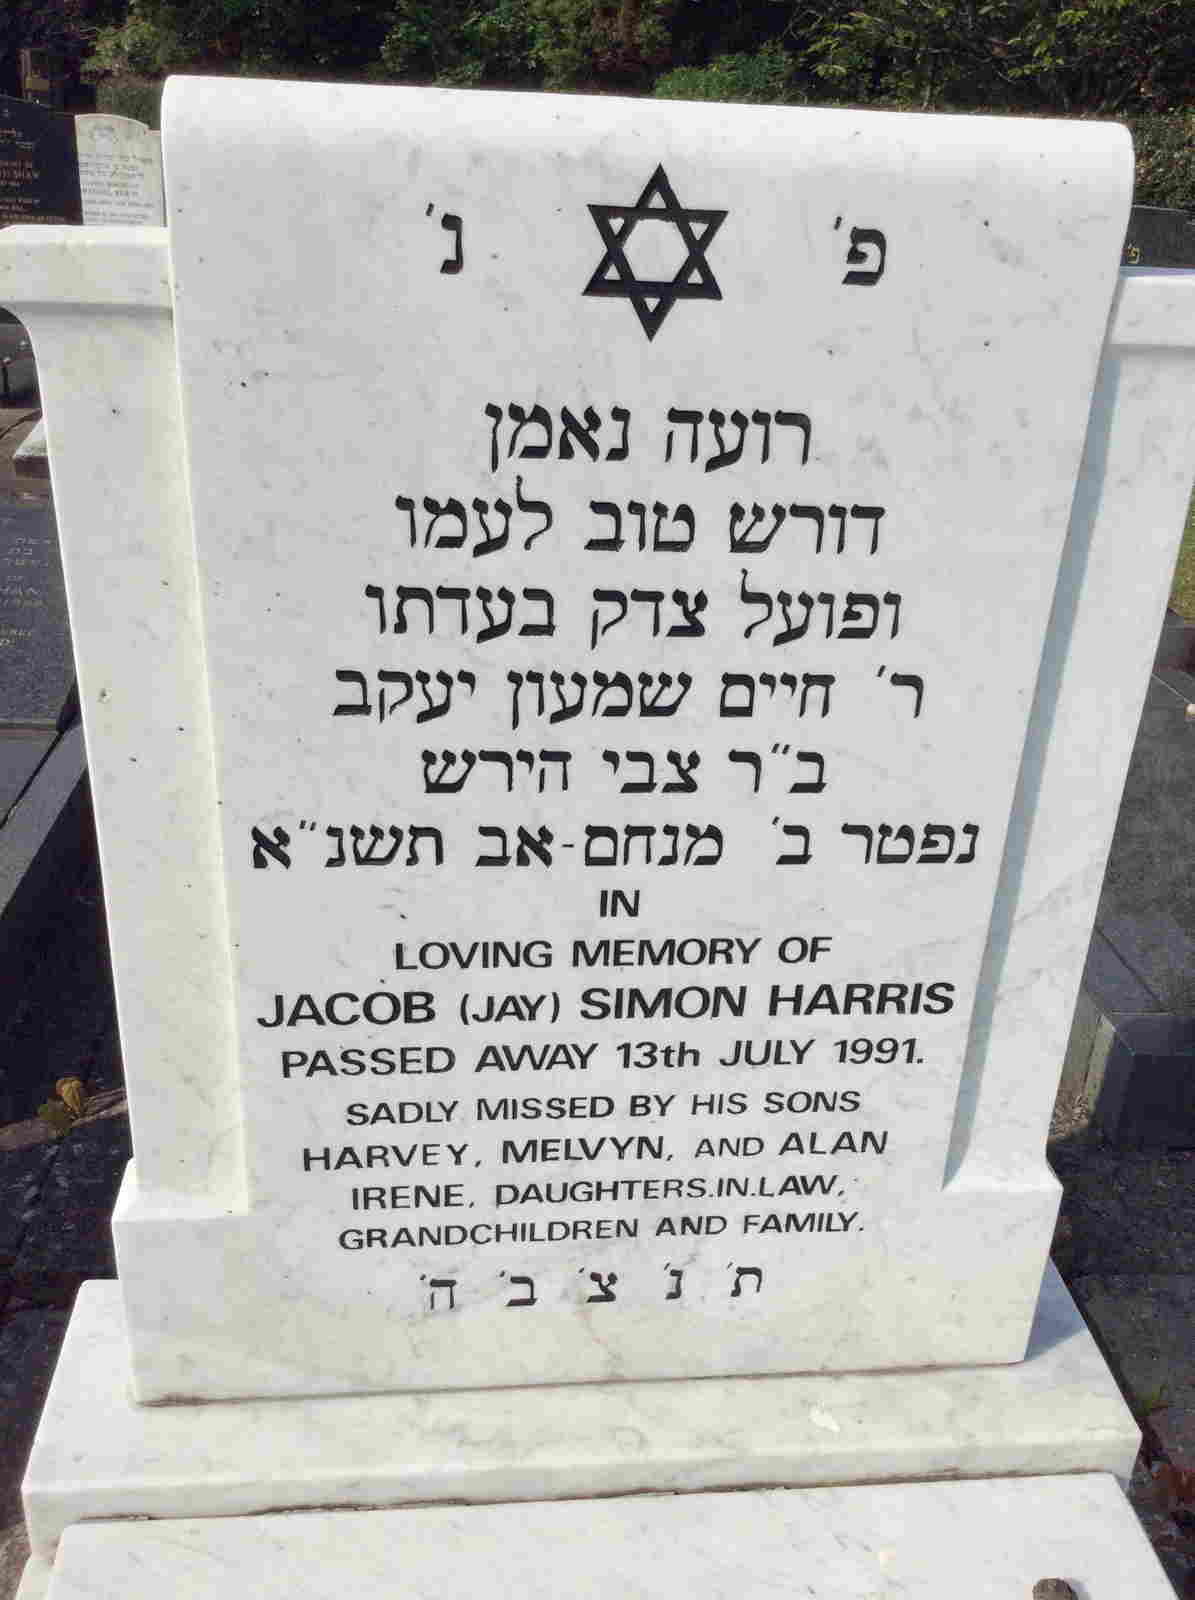 פ׳ נ׳
רועה נאמן
דורש טוב לעמו
ופועל צדק בעדתו
ר׳ חיים שמעון יעקב
ב״ר צבי הירש
נפטר ב׳ מנחם-אב תשנ״א
IN
LOVING MEMORY OF
JACOB (JAY) SIMON HARRIS
PASSED AWAY 13th JULY 1991.
SADLY MISSED BY HIS SONS
HARVEY, MELVYN, AND ALAN
IRENE, DAUGHTERS.IN.LAW,
GRANDCHILDREN AND FAMILY.
ת׳ נ׳ צ׳ ב׳ ה׳